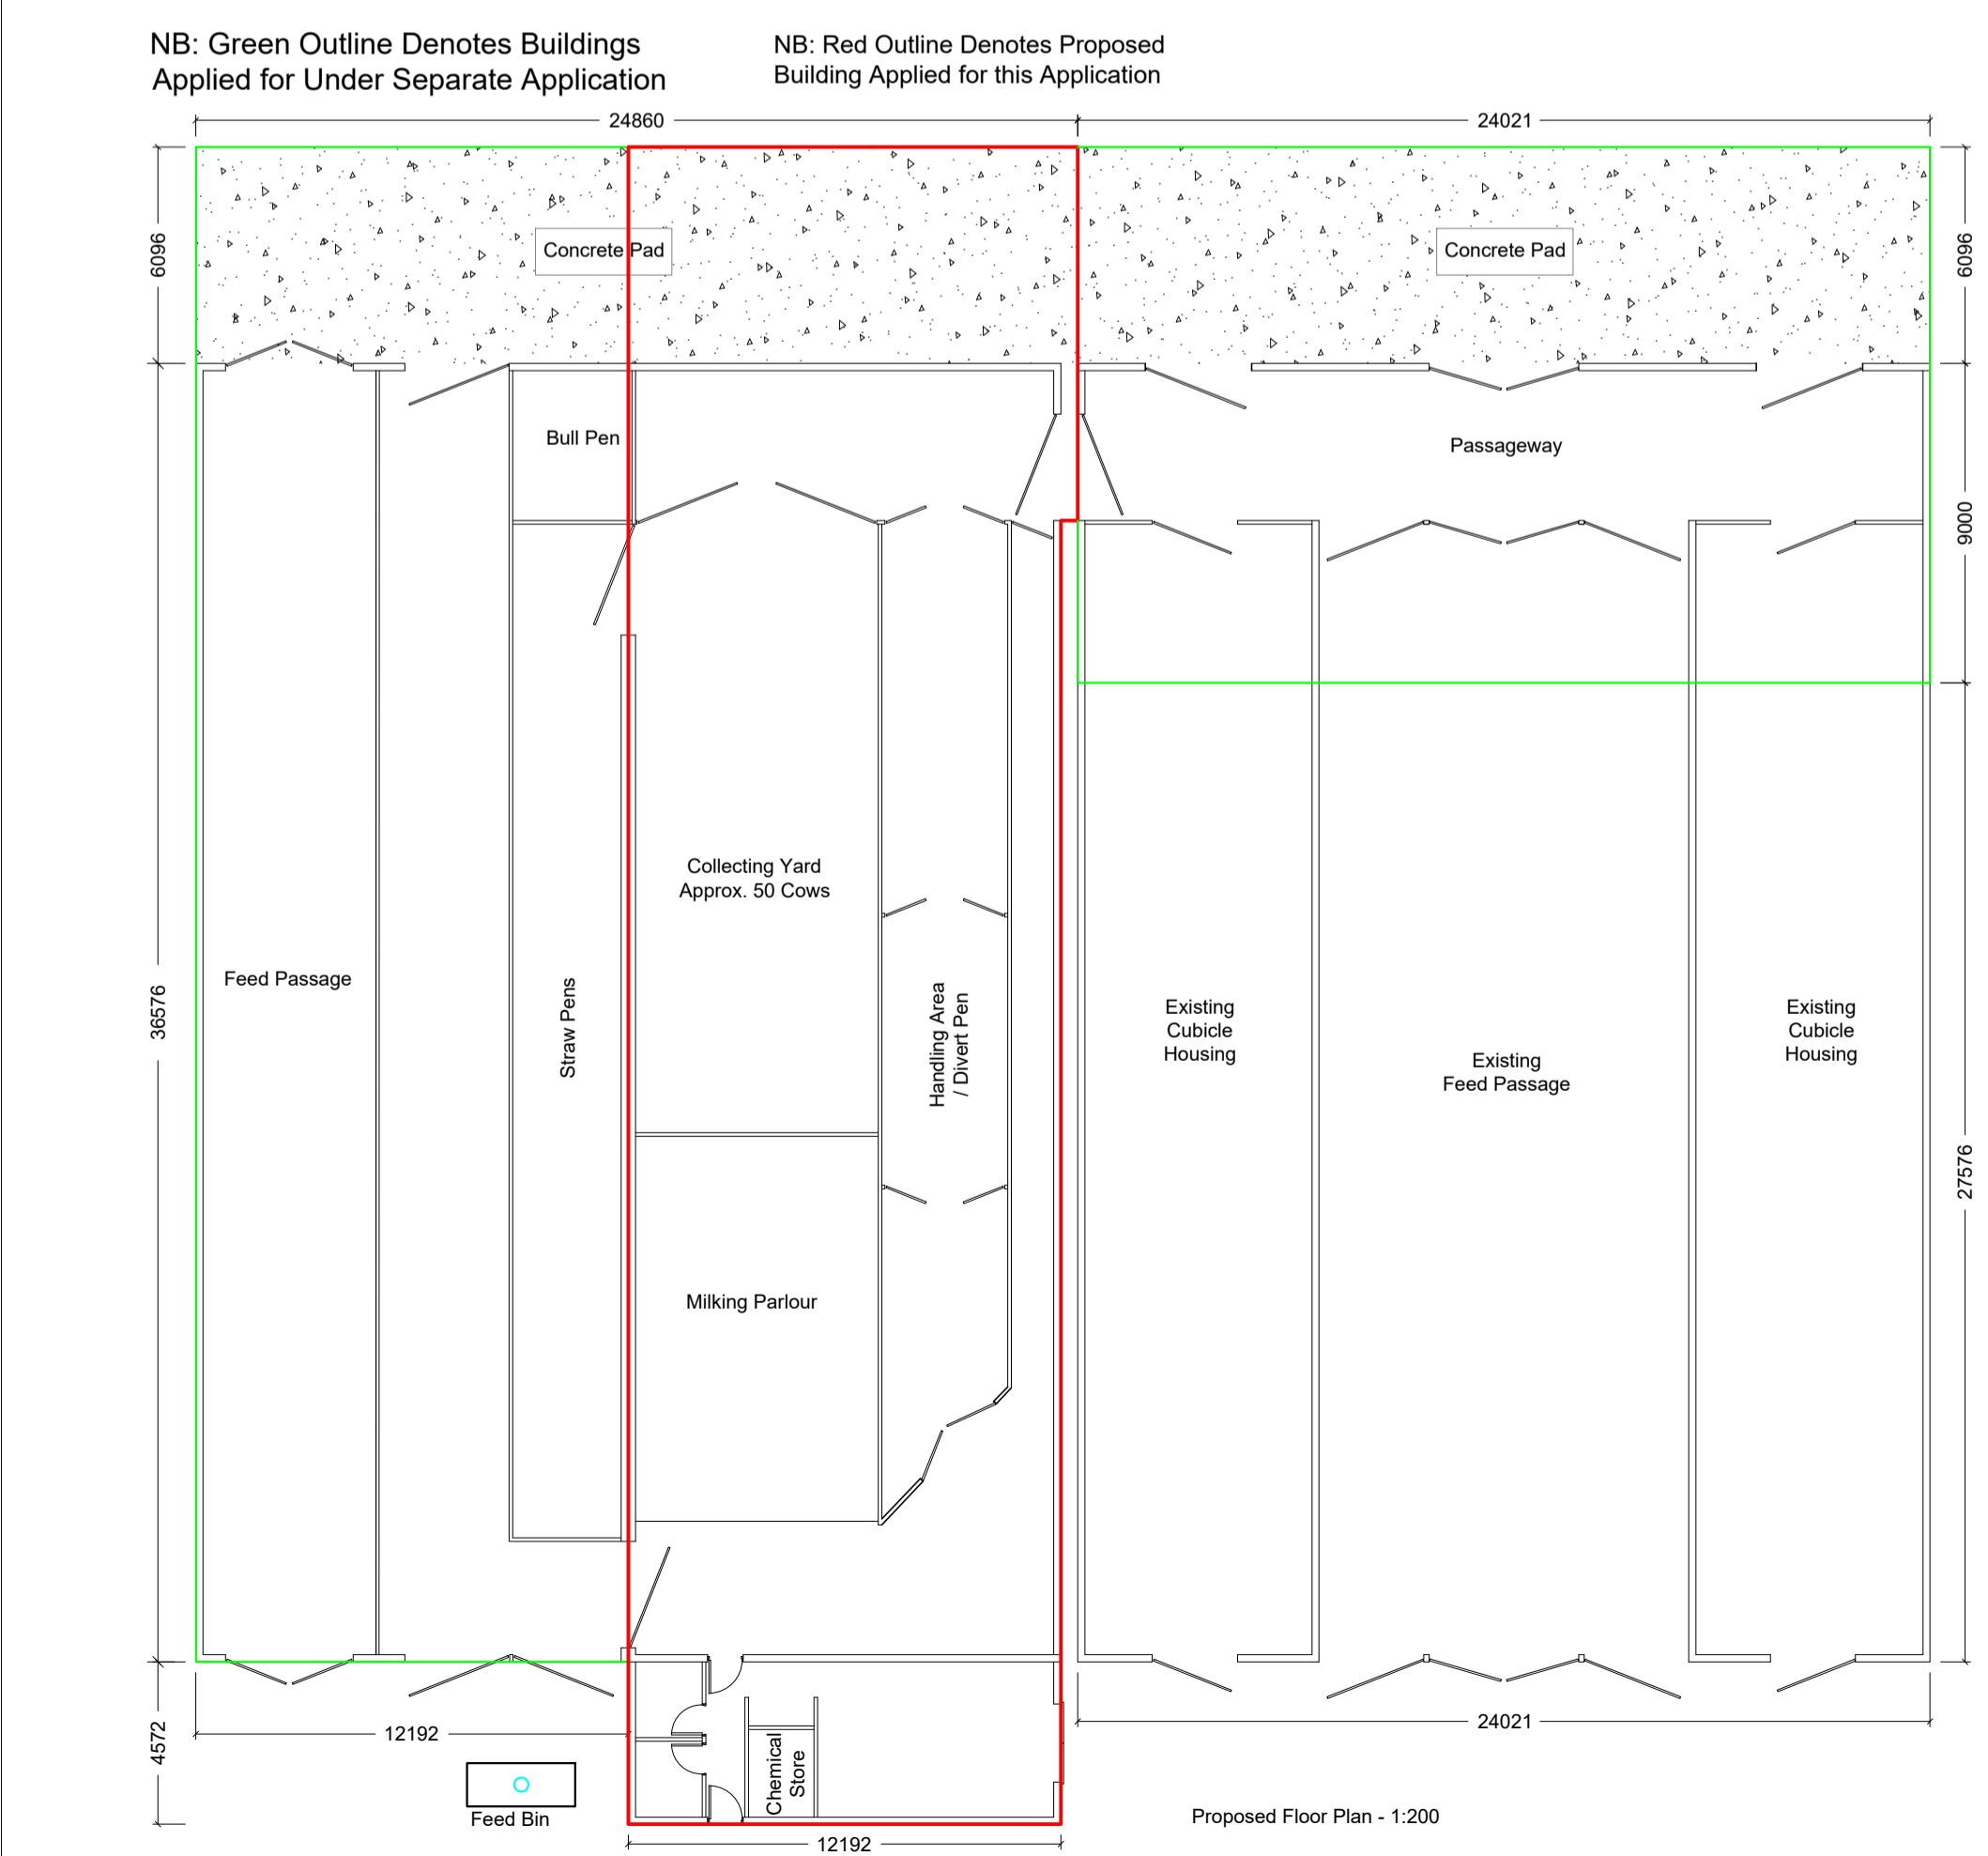 NB: Green Outline Denotes Buildings
Applied for Under Separate Application
NB: Red Outline Denotes Proposed
Building Applied for this Application
24860
24021
6096
Concrete Pad
Concrete Pad
6096
Bull Pen
Passageway
9000
Collecting Yard
Approx. 50 Cows
36576
Feed Passage
Straw Pens
Handling Area
/ Divert Pen
Existing
Cubicle
Housing
Existing
Feed Passage
Existing
Cubicle
Housing
27576
Milking Parlour
4572
12192
24021
Chemical
Store
Feed Bin
Proposed Floor Plan - 1:200
12192